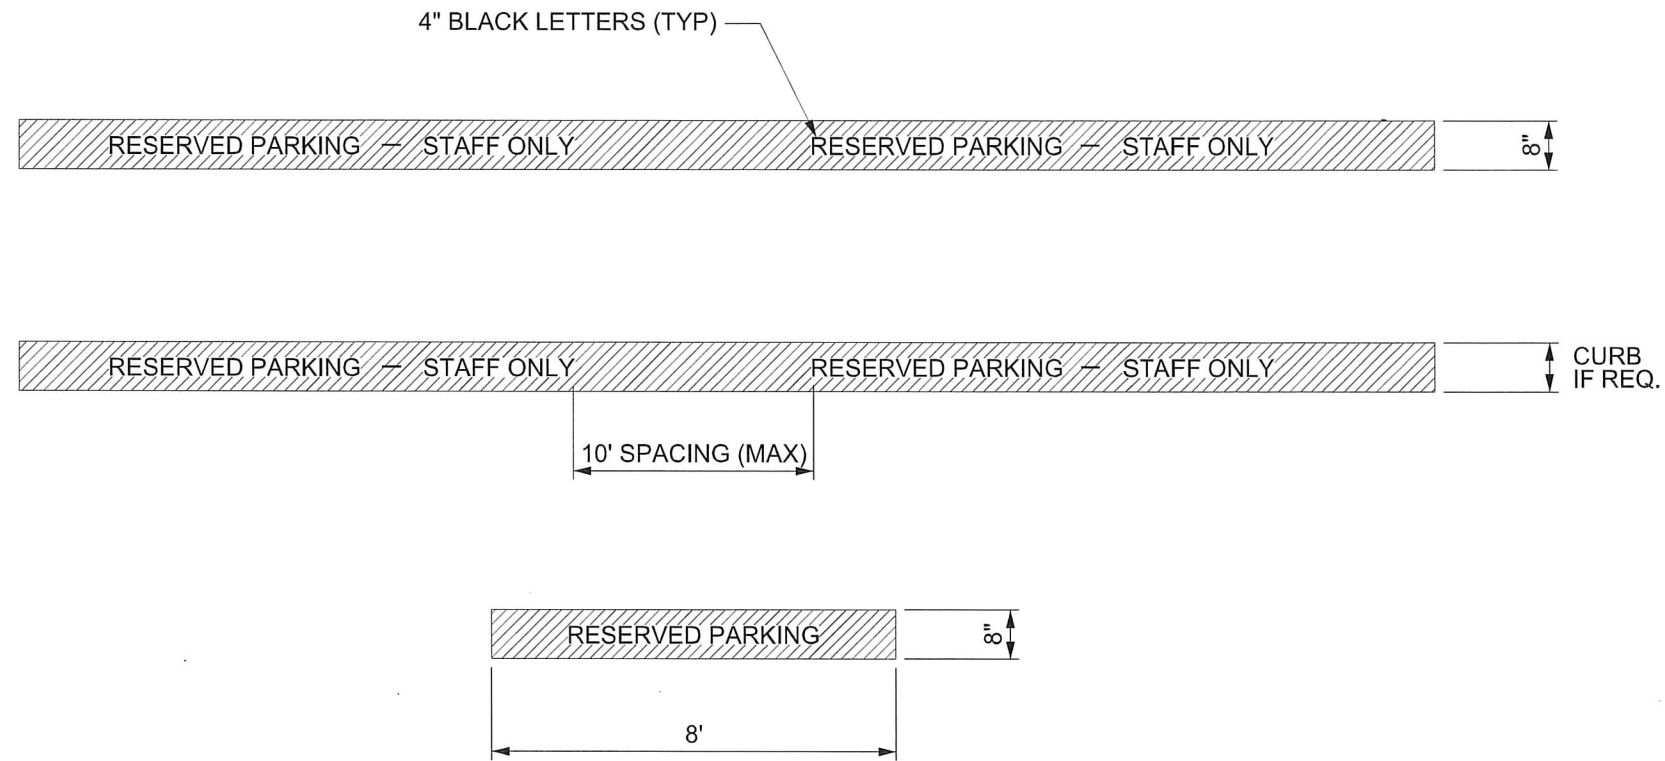 4" BLACK LETTERS (TYP)
RESERVED PARKING — STAFF ONLY RESERVED PARKING — STAFF ONLY
8"
RESERVED PARKING — STAFF ONLY RESERVED PARKING — STAFF ONLY
CURB
IF REQ.
10' SPACING (MAX)
RESERVED PARKING
8"
8'